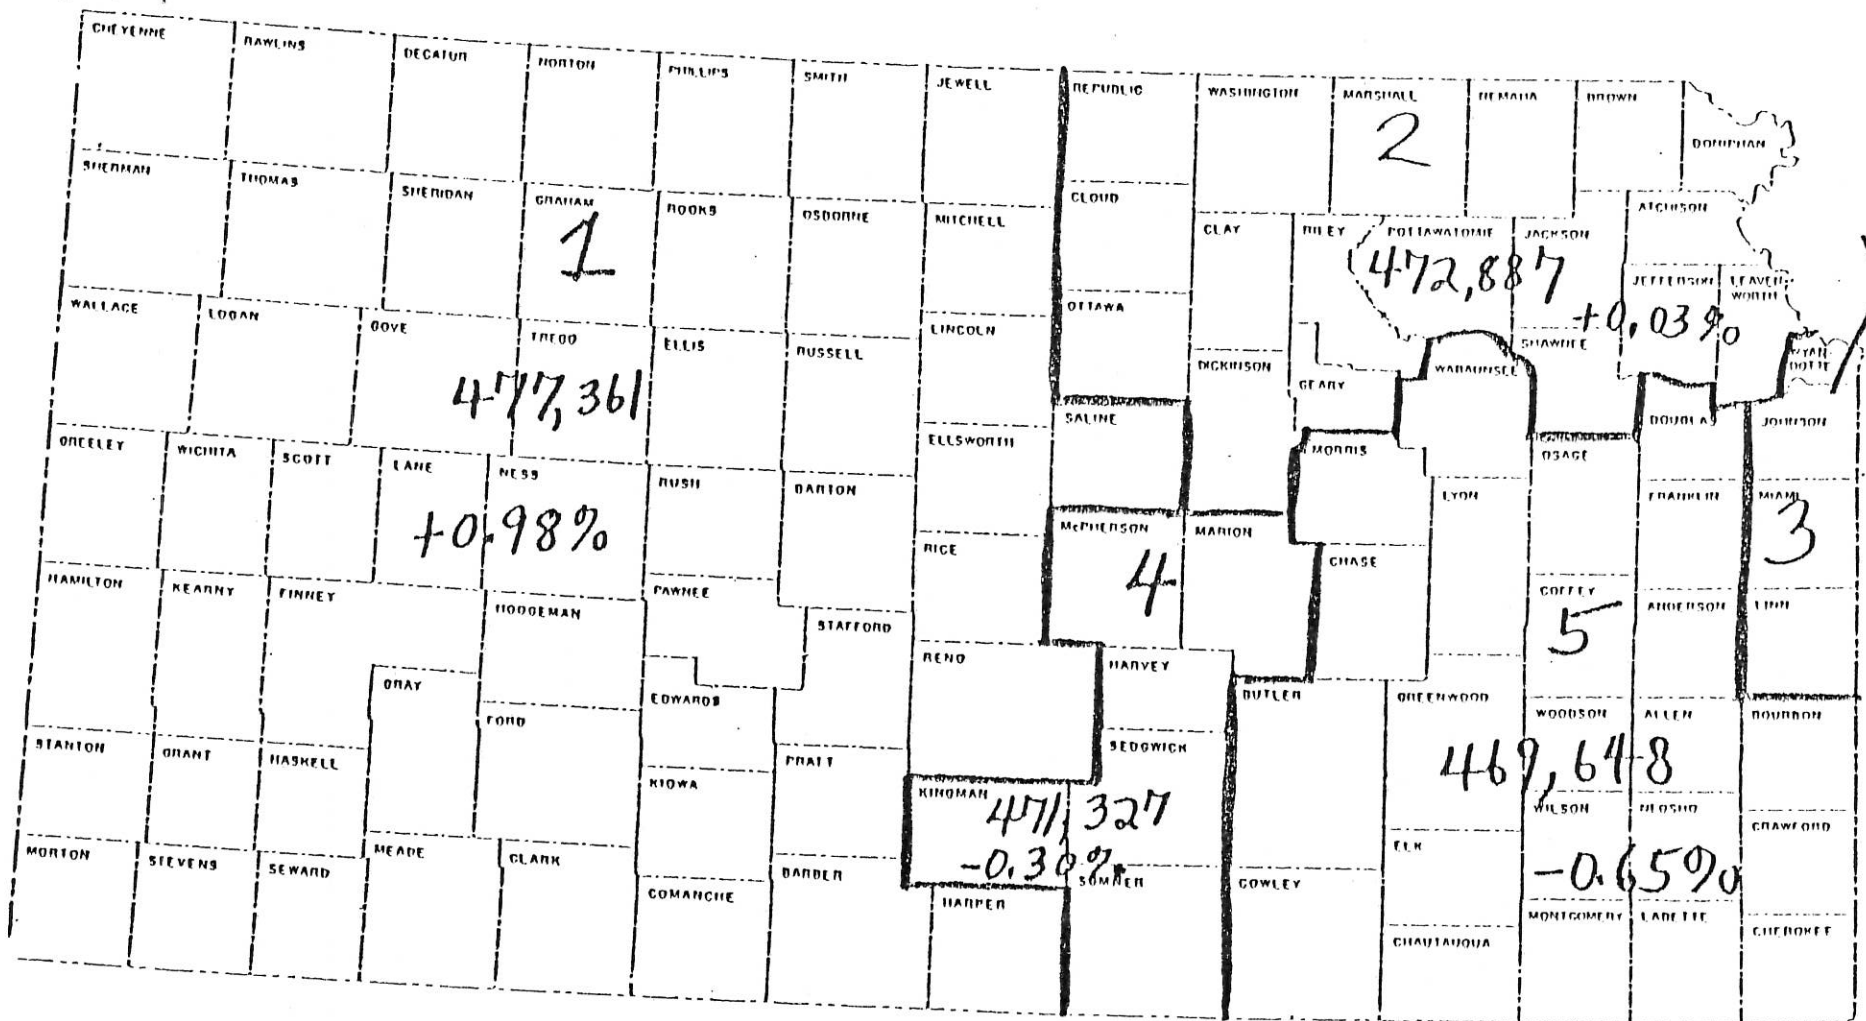 CHEYENNE RAWLINS DECATUR NORTON PHILLIPS SMITH JEWELL REPUBLIC WASHINGTON MARSHALL NEMAHA BROWN
2
DONIPHAN
SHERMAN THOMAS SHERIDAN GRAHAM ROOKS OSBORNE MITCHELL CLOUD ATCHISON
1
CLAY RILEY POTTAWATOMIE JACKSON
472,887
JEFFERSON LEAVEN-
WORTH
+0.03%
WALLACE LOGAN GOVE TREGO ELLIS RUSSELL LINCOLN OTTAWA SHAWNEE
WYAN-
DOTTE
DICKINSON GEARY WABAUNSEE
477,361
SALINE DOUGLAS JOHNSON
GREELEY WICHITA SCOTT LANE NESS RUSH BARTON ELLSWORTH MORRIS OSAGE
LYON FRANKLIN MIAMI
+0.98%
3
RICE McPHERSON MARION CHASE
4
HAMILTON KEARNY FINNEY HODGEMAN PAWNEE STAFFORD COFFEY ANDERSON LINN
5
RENO HARVEY
GRAY EDWARDS BUTLER GREENWOOD WOODSON ALLEN BOURBON
FORD
STANTON GRANT HASKELL KIOWA PRATT SEDGWICK
469,648
KINGMAN WILSON NEOSHO CRAWFORD
471,327
-0.30%
ELK
-0.65%
MORTON STEVENS SEWARD MEADE CLARK COMANCHE BARBER HARPER SUMNER COWLEY
MONTGOMERY LABETTE CHEROKEE
CHAUTAUQUA